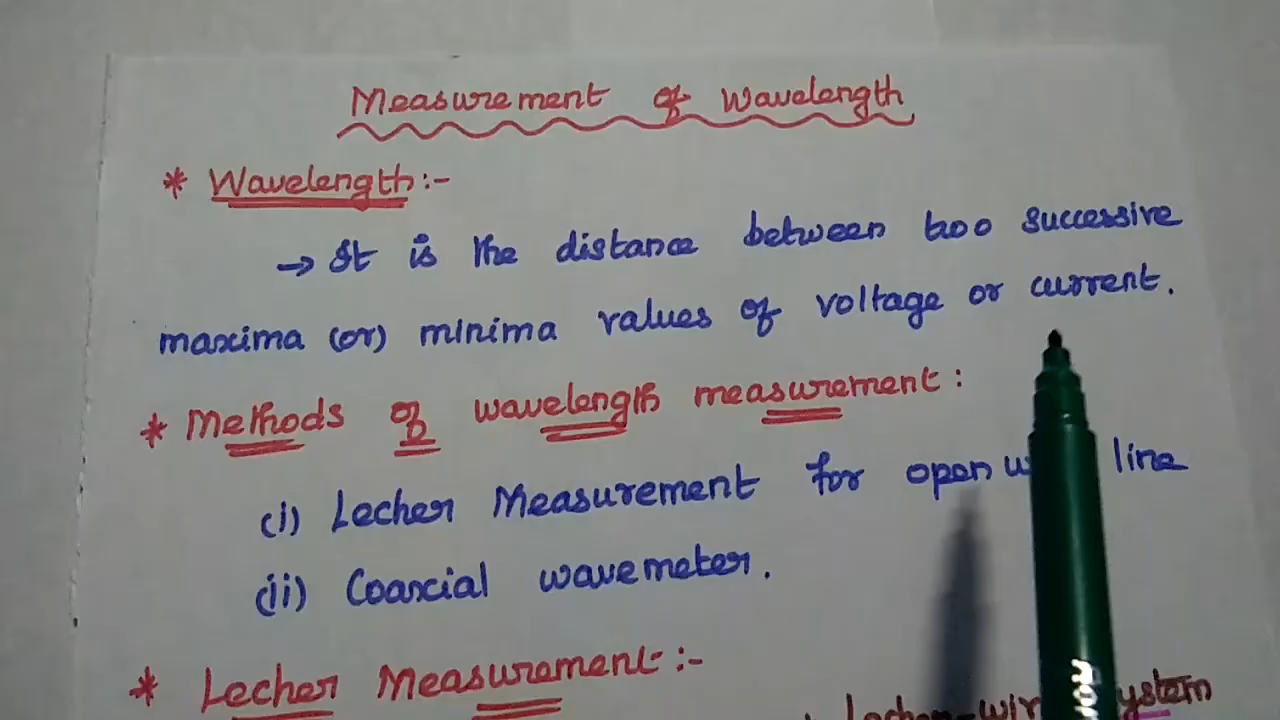 Measurement of Wavelength
* Wavelength:-
→ It is the distance between two successive
maxima (or) minima values of voltage or current.
* Methods of wavelength measurement:
(i) Lecher Measurement for open line
(ii) Coaxial wavemeter.
* Lecher Measurement:-